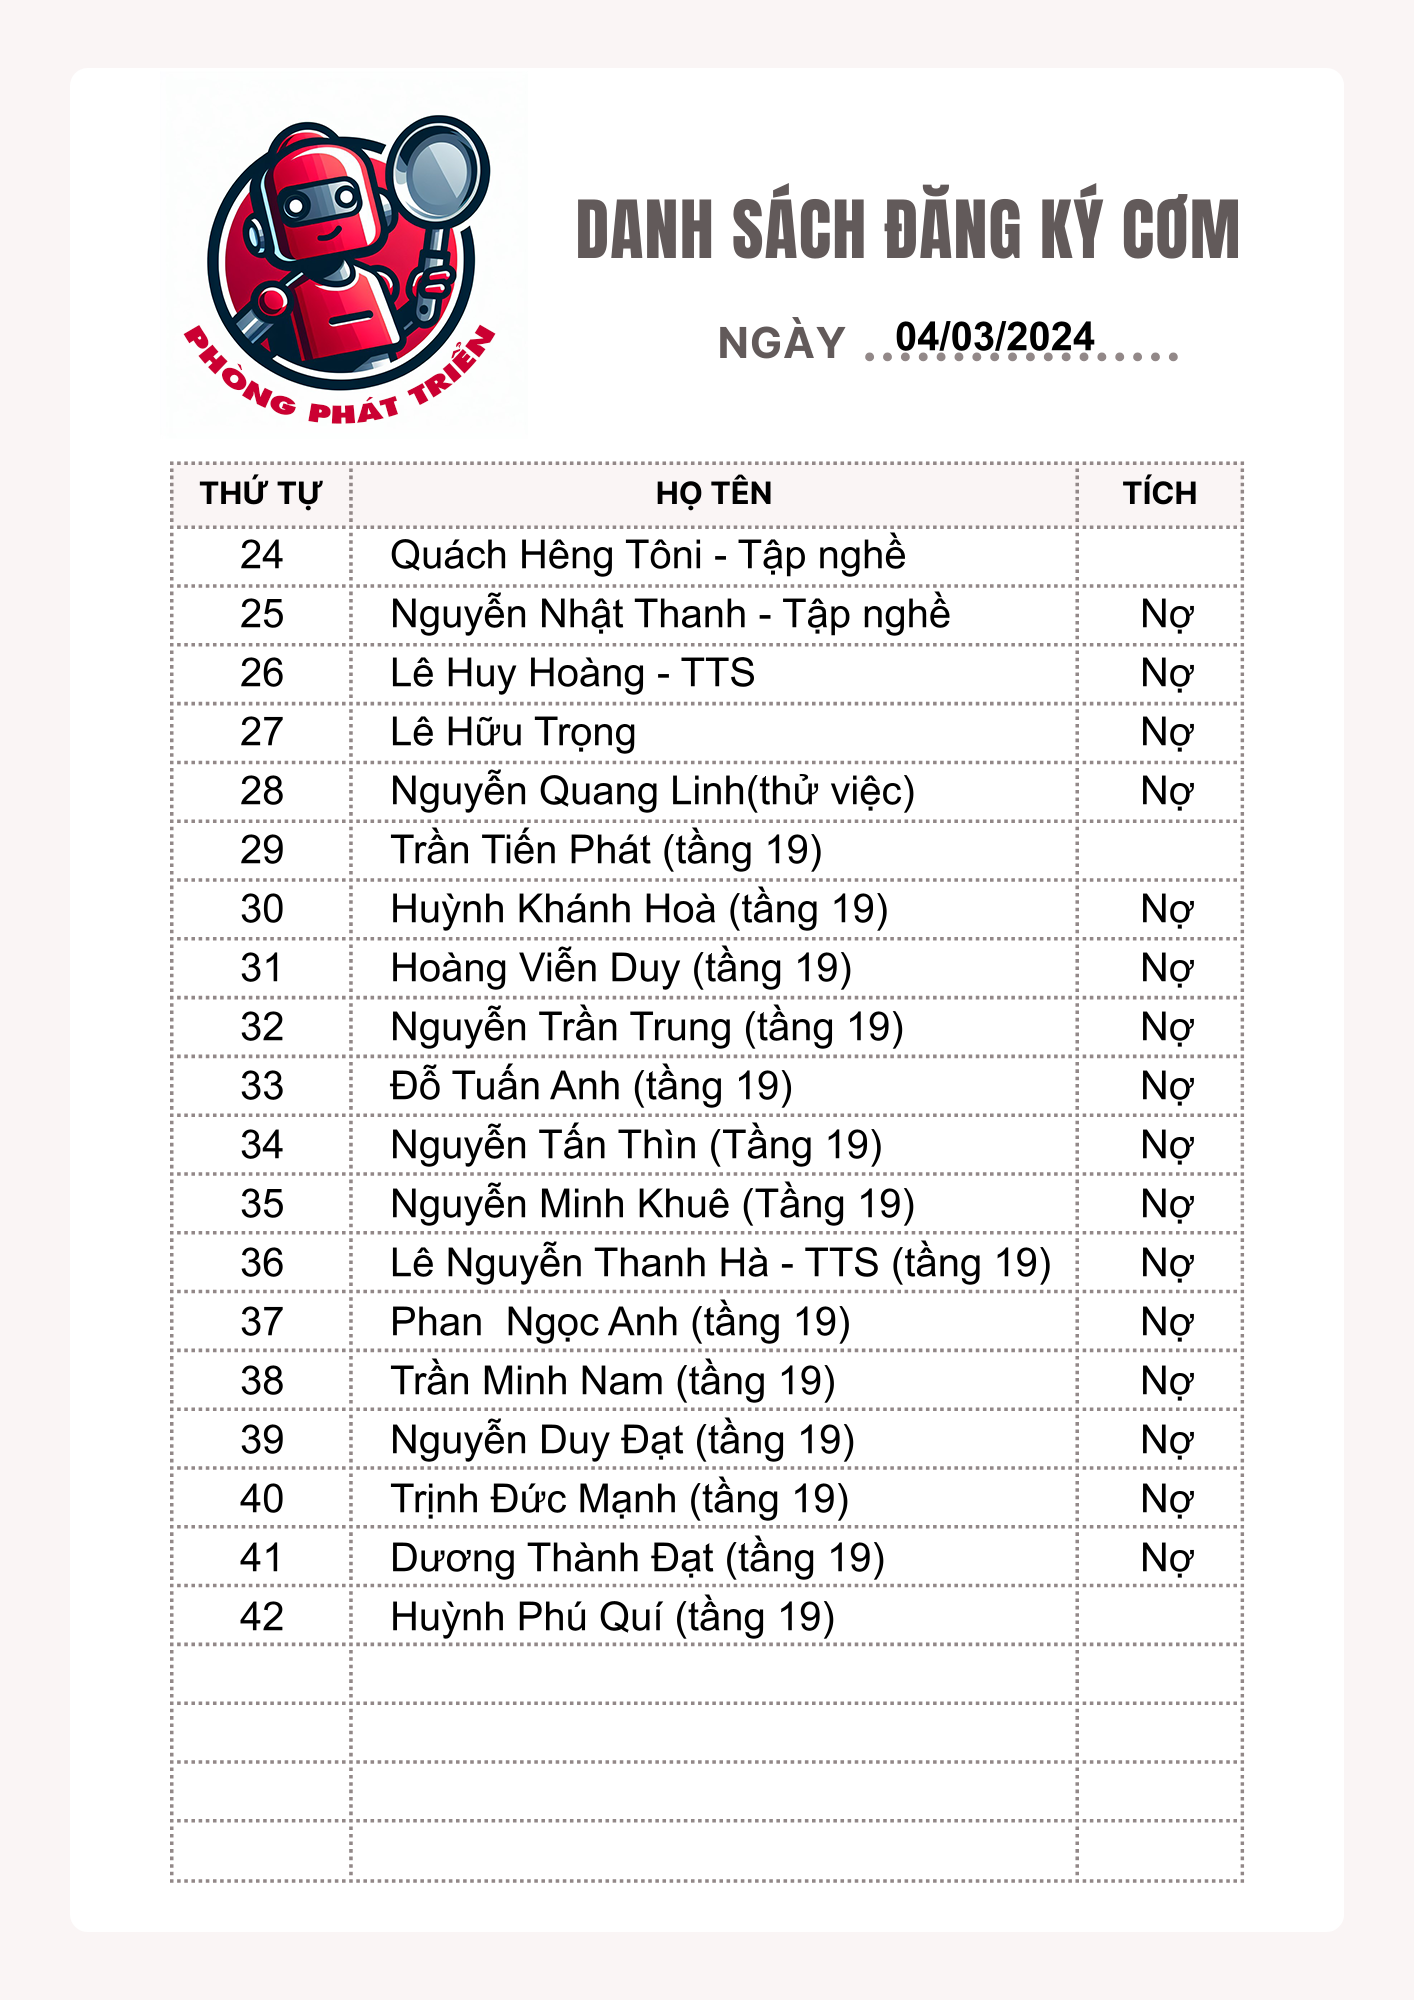 PHÒNG PHÁT TRIỂN
DANH SÁCH ĐĂNG KÝ CƠM
NGÀY 04/03/2024
THỨ TỰ HỌ TÊN TÍCH
24 Quách Hêng Tôni - Tập nghề
25 Nguyễn Nhật Thanh - Tập nghề Nợ
26 Lê Huy Hoàng - TTS Nợ
27 Lê Hữu Trọng Nợ
28 Nguyễn Quang Linh(thử việc) Nợ
29 Trần Tiến Phát (tầng 19)
30 Huỳnh Khánh Hoà (tầng 19) Nợ
31 Hoàng Viễn Duy (tầng 19) Nợ
32 Nguyễn Trần Trung (tầng 19) Nợ
33 Đỗ Tuấn Anh (tầng 19) Nợ
34 Nguyễn Tấn Thìn (Tầng 19) Nợ
35 Nguyễn Minh Khuê (Tầng 19) Nợ
36 Lê Nguyễn Thanh Hà - TTS (tầng 19) Nợ
37 Phan  Ngọc Anh (tầng 19) Nợ
38 Trần Minh Nam (tầng 19) Nợ
39 Nguyễn Duy Đạt (tầng 19) Nợ
40 Trịnh Đức Mạnh (tầng 19) Nợ
41 Dương Thành Đạt (tầng 19) Nợ
42 Huỳnh Phú Quí (tầng 19)